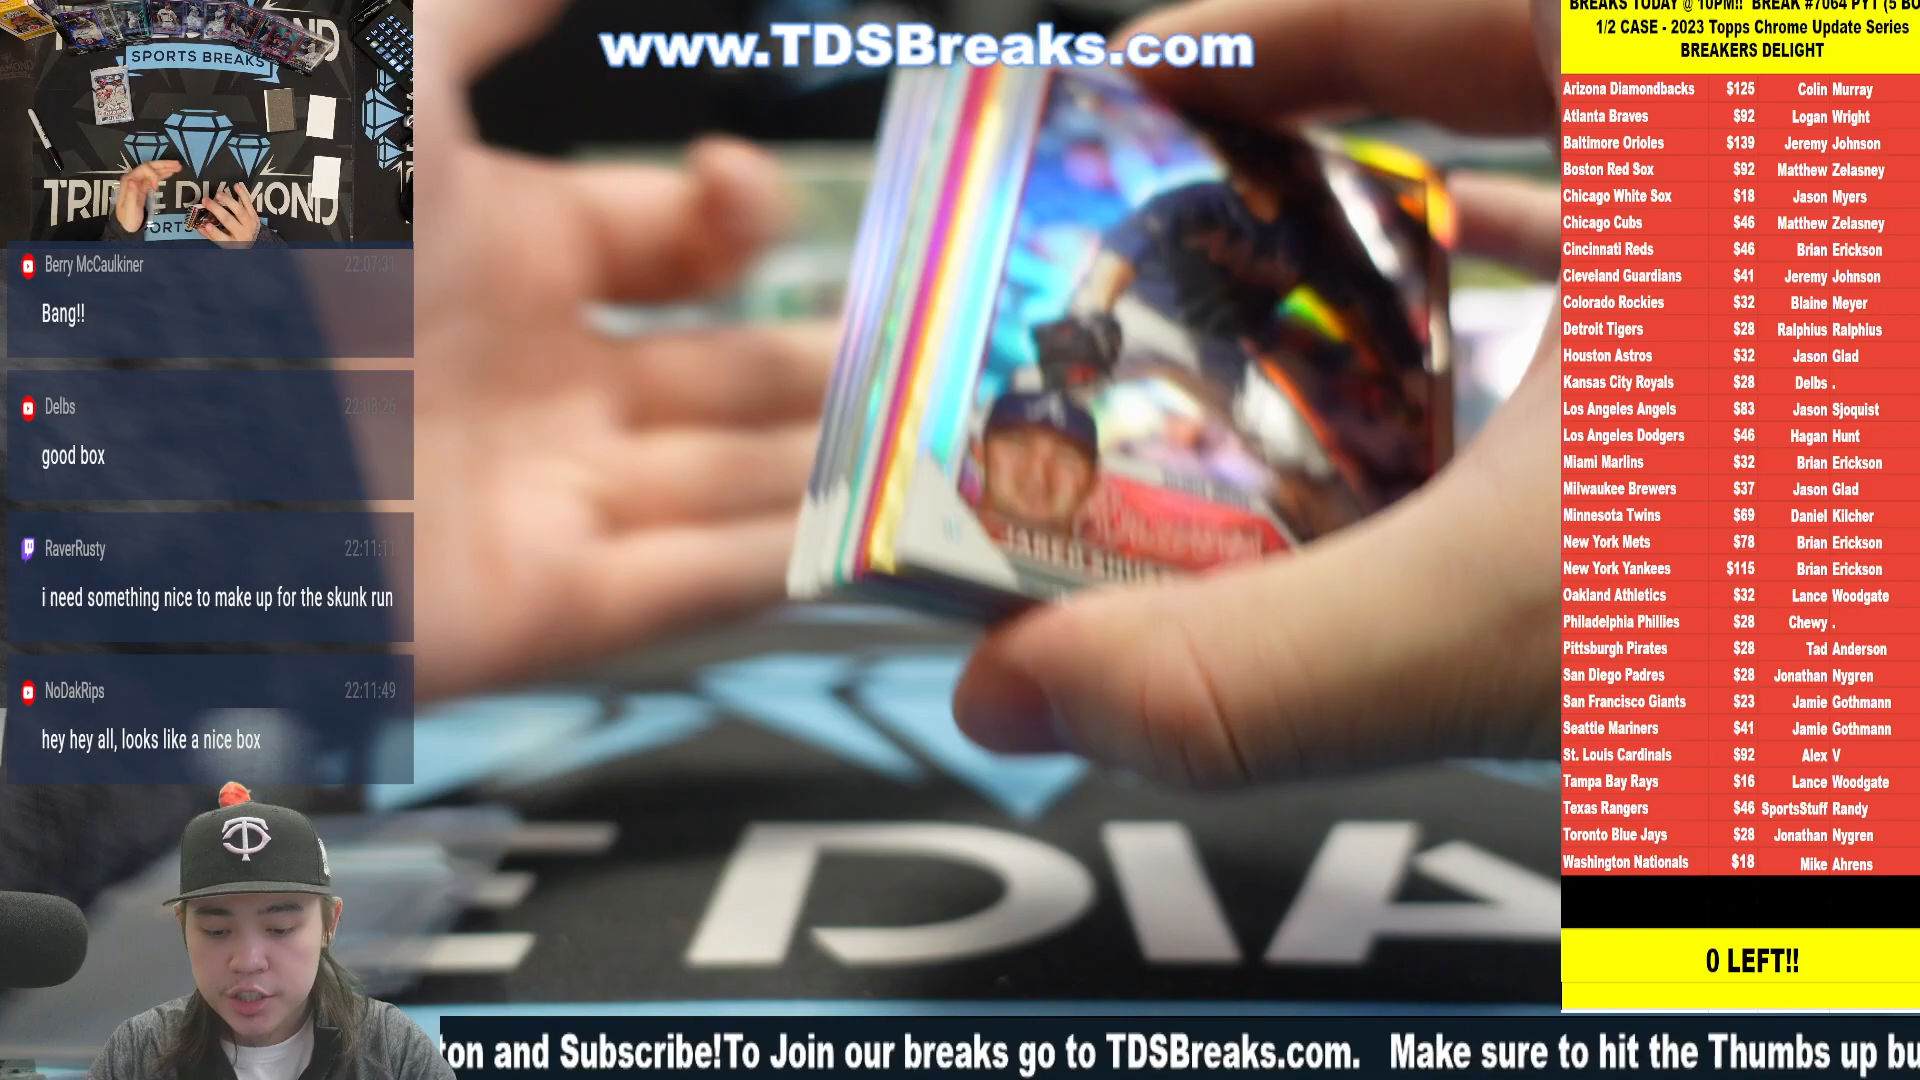 www.TDSBreaks.com
SPORTS BREAKS
TRIPLE DIAMOND
Berry McCaulkiner 22:07:31
Bang!!
Delbs 22:08:26
good box
RaverRusty 22:11:11
i need something nice to make up for the skunk run
NoDakRips 22:11:49
hey hey all, looks like a nice box
TC
JARED
E DIA
BREAKS TODAY @ 10PM!! BREAK #7064 PYT (5 BO
1/2 CASE - 2023 Topps Chrome Update Series
BREAKERS DELIGHT
Arizona Diamondbacks $125 Colin Murray
Atlanta Braves $92 Logan Wright
Baltimore Orioles $139 Jeremy Johnson
Boston Red Sox $92 Matthew Zelasney
Chicago White Sox $18 Jason Myers
Chicago Cubs $46 Matthew Zelasney
Cincinnati Reds $46 Brian Erickson
Cleveland Guardians $41 Jeremy Johnson
Colorado Rockies $32 Blaine Meyer
Detroit Tigers $28 Ralphius Ralphius
Houston Astros $32 Jason Glad
Kansas City Royals $28 Delbs .
Los Angeles Angels $83 Jason Sjoquist
Los Angeles Dodgers $46 Hagan Hunt
Miami Marlins $32 Brian Erickson
Milwaukee Brewers $37 Jason Glad
Minnesota Twins $69 Daniel Kilcher
New York Mets $78 Brian Erickson
New York Yankees $115 Brian Erickson
Oakland Athletics $32 Lance Woodgate
Philadelphia Phillies $28 Chewy .
Pittsburgh Pirates $28 Tad Anderson
San Diego Padres $28 Jonathan Nygren
San Francisco Giants $23 Jamie Gothmann
Seattle Mariners $41 Jamie Gothmann
St. Louis Cardinals $92 Alex V
Tampa Bay Rays $16 Lance Woodgate
Texas Rangers $46 SportsStuff Randy
Toronto Blue Jays $28 Jonathan Nygren
Washington Nationals $18 Mike Ahrens
0 LEFT!!
ton and Subscribe!To Join our breaks go to TDSBreaks.com. Make sure to hit the Thumbs up bu